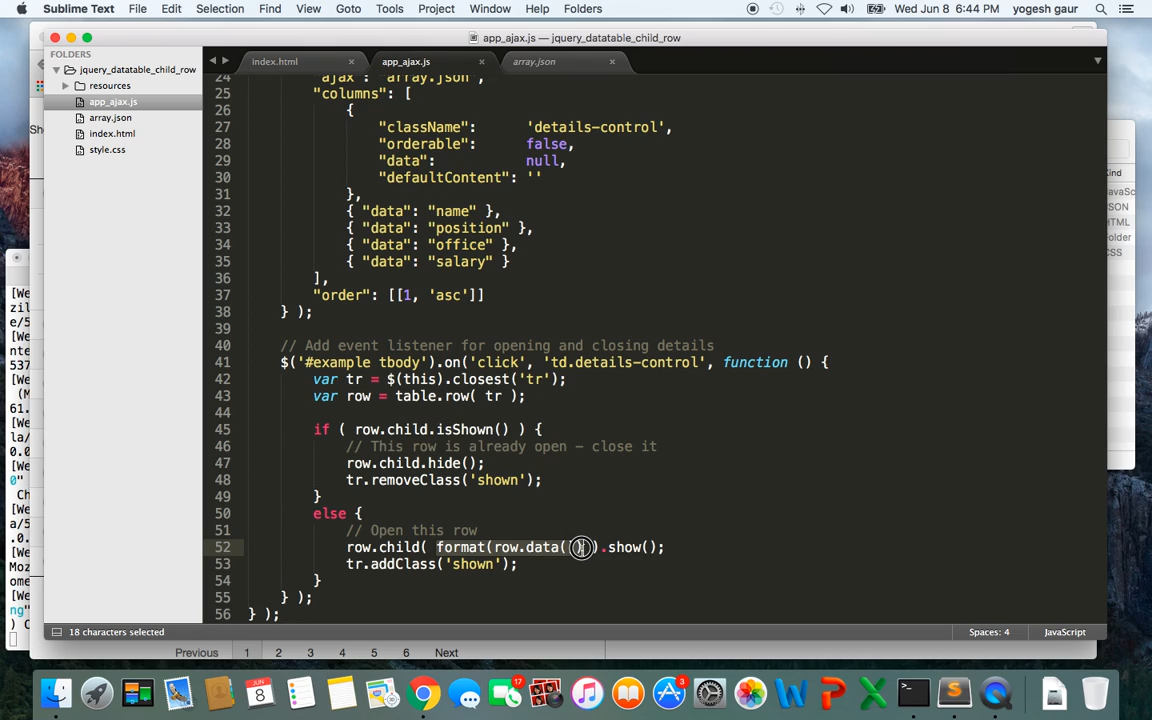 Sublime Text File Edit Selection Find View Goto Tools Project Window Help Folders Wed Jun 8 6:44 PM yogesh gaur
app_ajax.js — jquery_datatable_child_row
FOLDERS
jquery_datatable_child_row
resources
app_ajax.js
array.json
index.html
style.css
index.html app_ajax.js array.json
24 "ajax": "array.json",
25 "columns": [
26 {
27 "className": 'details-control',
28 "orderable": false,
29 "data": null,
30 "defaultContent": ''
31 },
32 { "data": "name" },
33 { "data": "position" },
34 { "data": "office" },
35 { "data": "salary" }
36 ],
37 "order": [[1, 'asc']]
38 } );
39
40 // Add event listener for opening and closing details
41 $('#example tbody').on('click', 'td.details-control', function () {
42 var tr = $(this).closest('tr');
43 var row = table.row( tr );
44
45 if ( row.child.isShown() ) {
46 // This row is already open - close it
47 row.child.hide();
48 tr.removeClass('shown');
49 }
50 else {
51 // Open this row
52 row.child( format(row.data()) ).show();
53 tr.addClass('shown');
54 }
55 } );
56 } );
18 characters selected Spaces: 4 JavaScript
Previous 1 2 3 4 5 6 Next
17
3